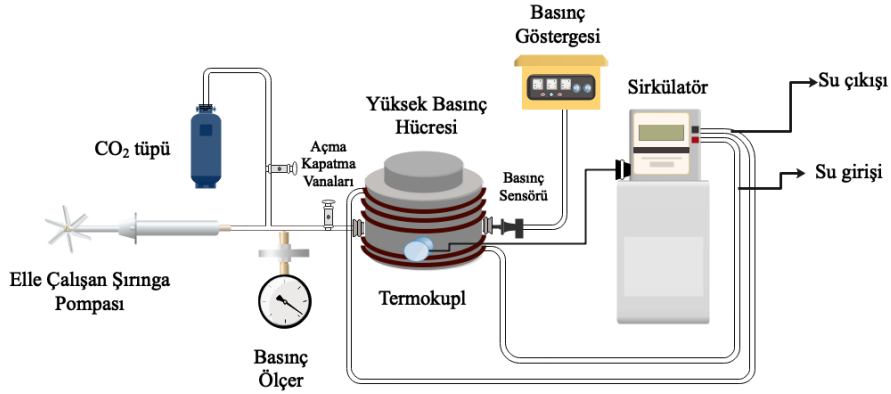 Basınç
Göstergesi
Sirkülatör
Su çıkışı
Yüksek Basınç
Hücresi
CO₂ tüpü
Açma
Kapatma
Vanaları
Basınç
Sensörü
Su girişi
Elle Çalışan Şırınga
Pompası
Termokupl
Basınç
Ölçer